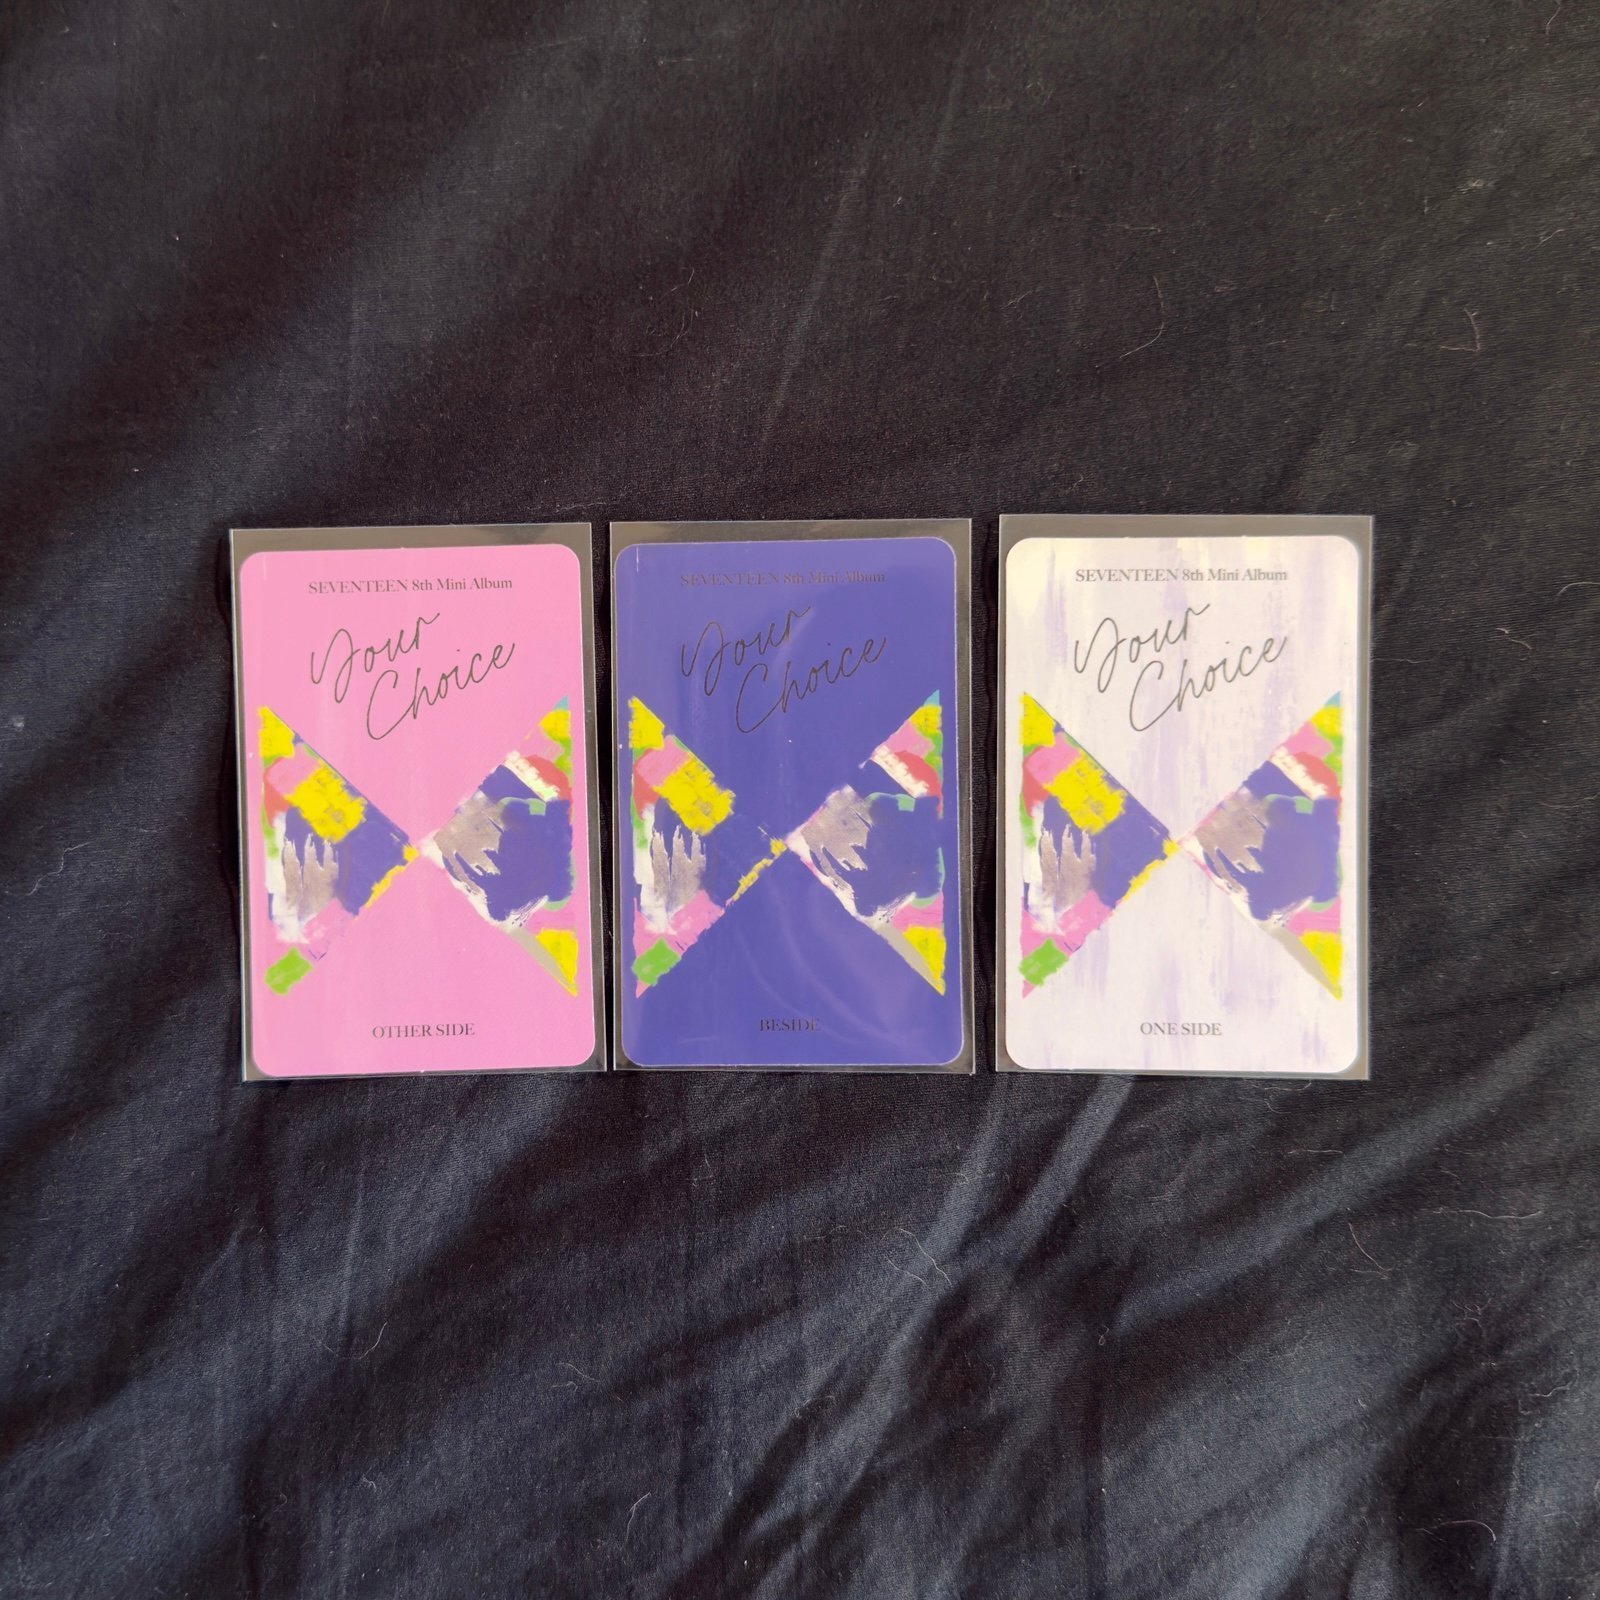 SEVENTEEN 8th Mini Album
Your
Choice
OTHER SIDE
SEVENTEEN 8th Mini Album
Your
Choice
BESIDE
SEVENTEEN 8th Mini Album
Your
Choice
ONE SIDE